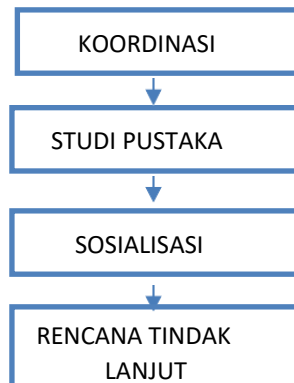 KOORDINASI
STUDI PUSTAKA
SOSIALISASI
RENCANA TINDAK
LANJUT